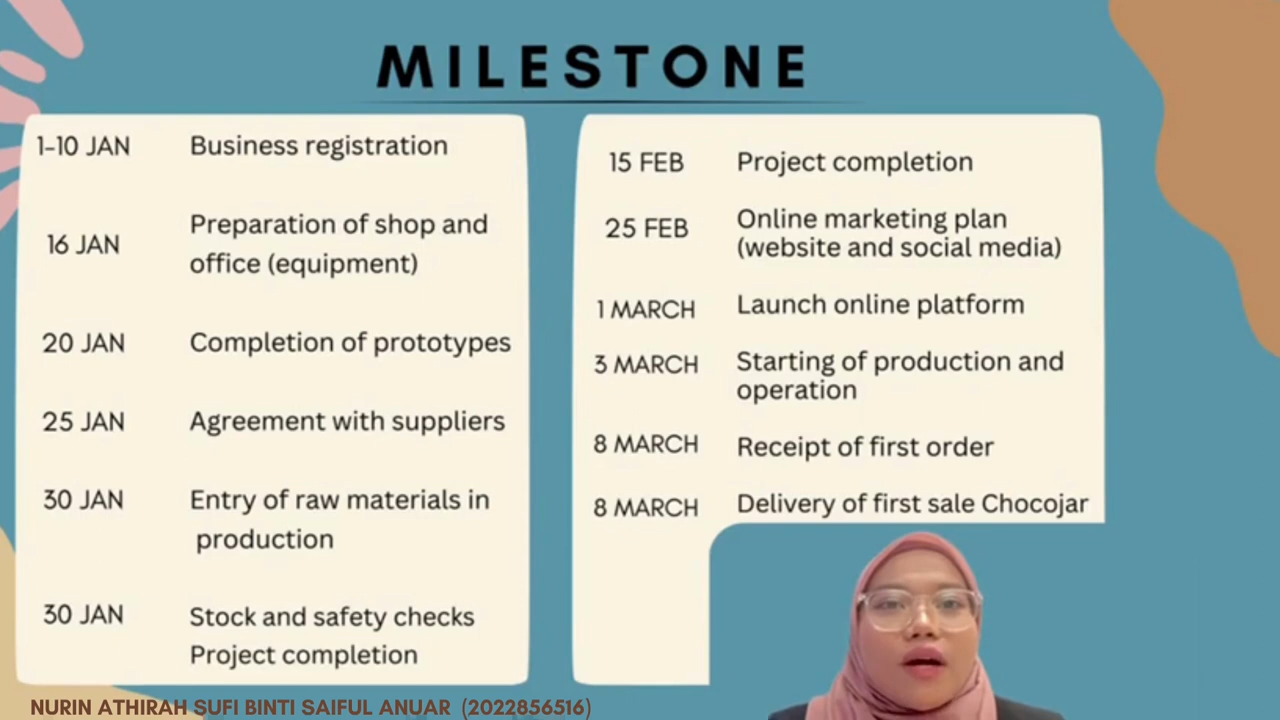 MILESTONE
1-10 JAN
Business registration
16 JAN
Preparation of shop and
office (equipment)
20 JAN
Completion of prototypes
25 JAN
Agreement with suppliers
30 JAN
Entry of raw materials in
production
30 JAN
Stock and safety checks
Project completion
15 FEB
Project completion
25 FEB
Online marketing plan
(website and social media)
1 MARCH
Launch online platform
3 MARCH
Starting of production and
operation
8 MARCH
Receipt of first order
8 MARCH
Delivery of first sale Chocojar
NURIN ATHIRAH SUFI BINTI SAIFUL ANUAR (2022856516)